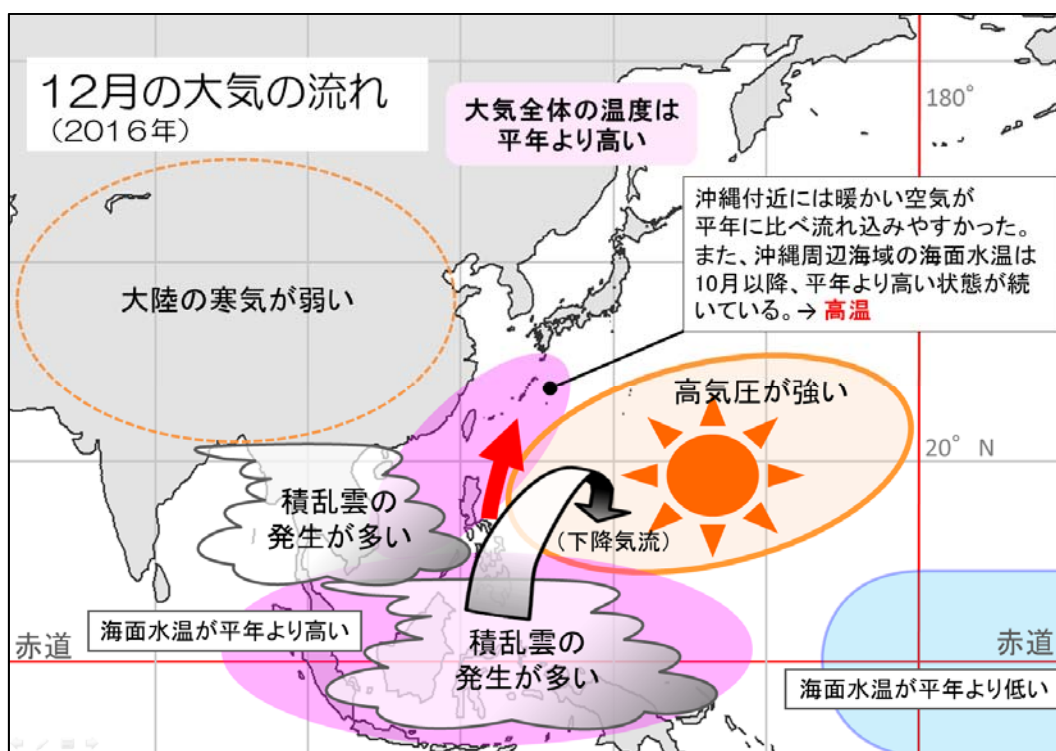 12月の大気の流れ
（2016年）
大気全体の温度は
平年より高い
180°
沖縄付近には暖かい空気が
平年に比べ流れ込みやすかった。
また、沖縄周辺海域の海面水温は
10月以降、平年より高い状態が続
いている。→ 高温
大陸の寒気が弱い
高気圧が強い
20° N
積乱雲の
発生が多い
（下降気流）
海面水温が平年より高い
赤道
積乱雲の
発生が多い
赤道
海面水温が平年より低い